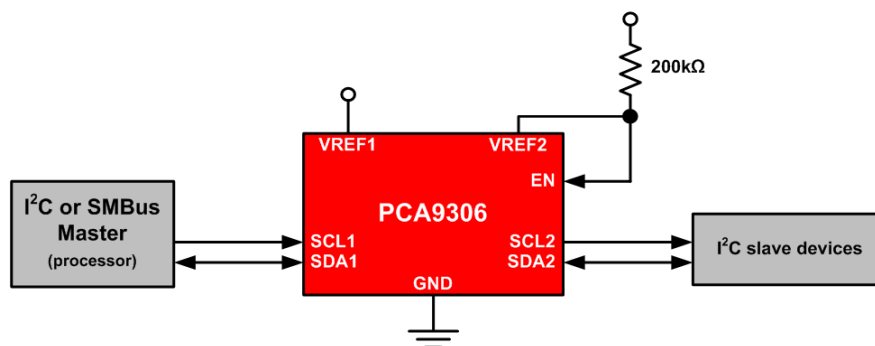 200kΩ
VREF1
VREF2
EN
I²C or SMBus
Master
(processor)
PCA9306
SCL1
SDA1
SCL2
SDA2
I²C slave devices
GND